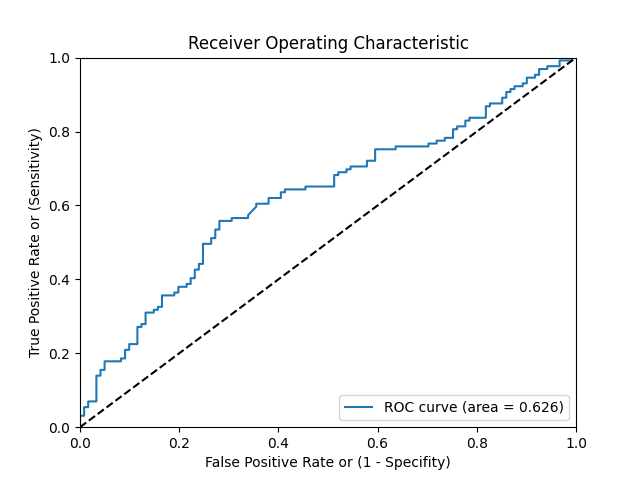 Receiver Operating Characteristic
1.0
0.8
0.6
0.4
0.2
0.0
True Positive Rate or (Sensitivity)
ROC curve (area = 0.626)
0.0 0.2 0.4 0.6 0.8 1.0
False Positive Rate or (1 - Specifity)